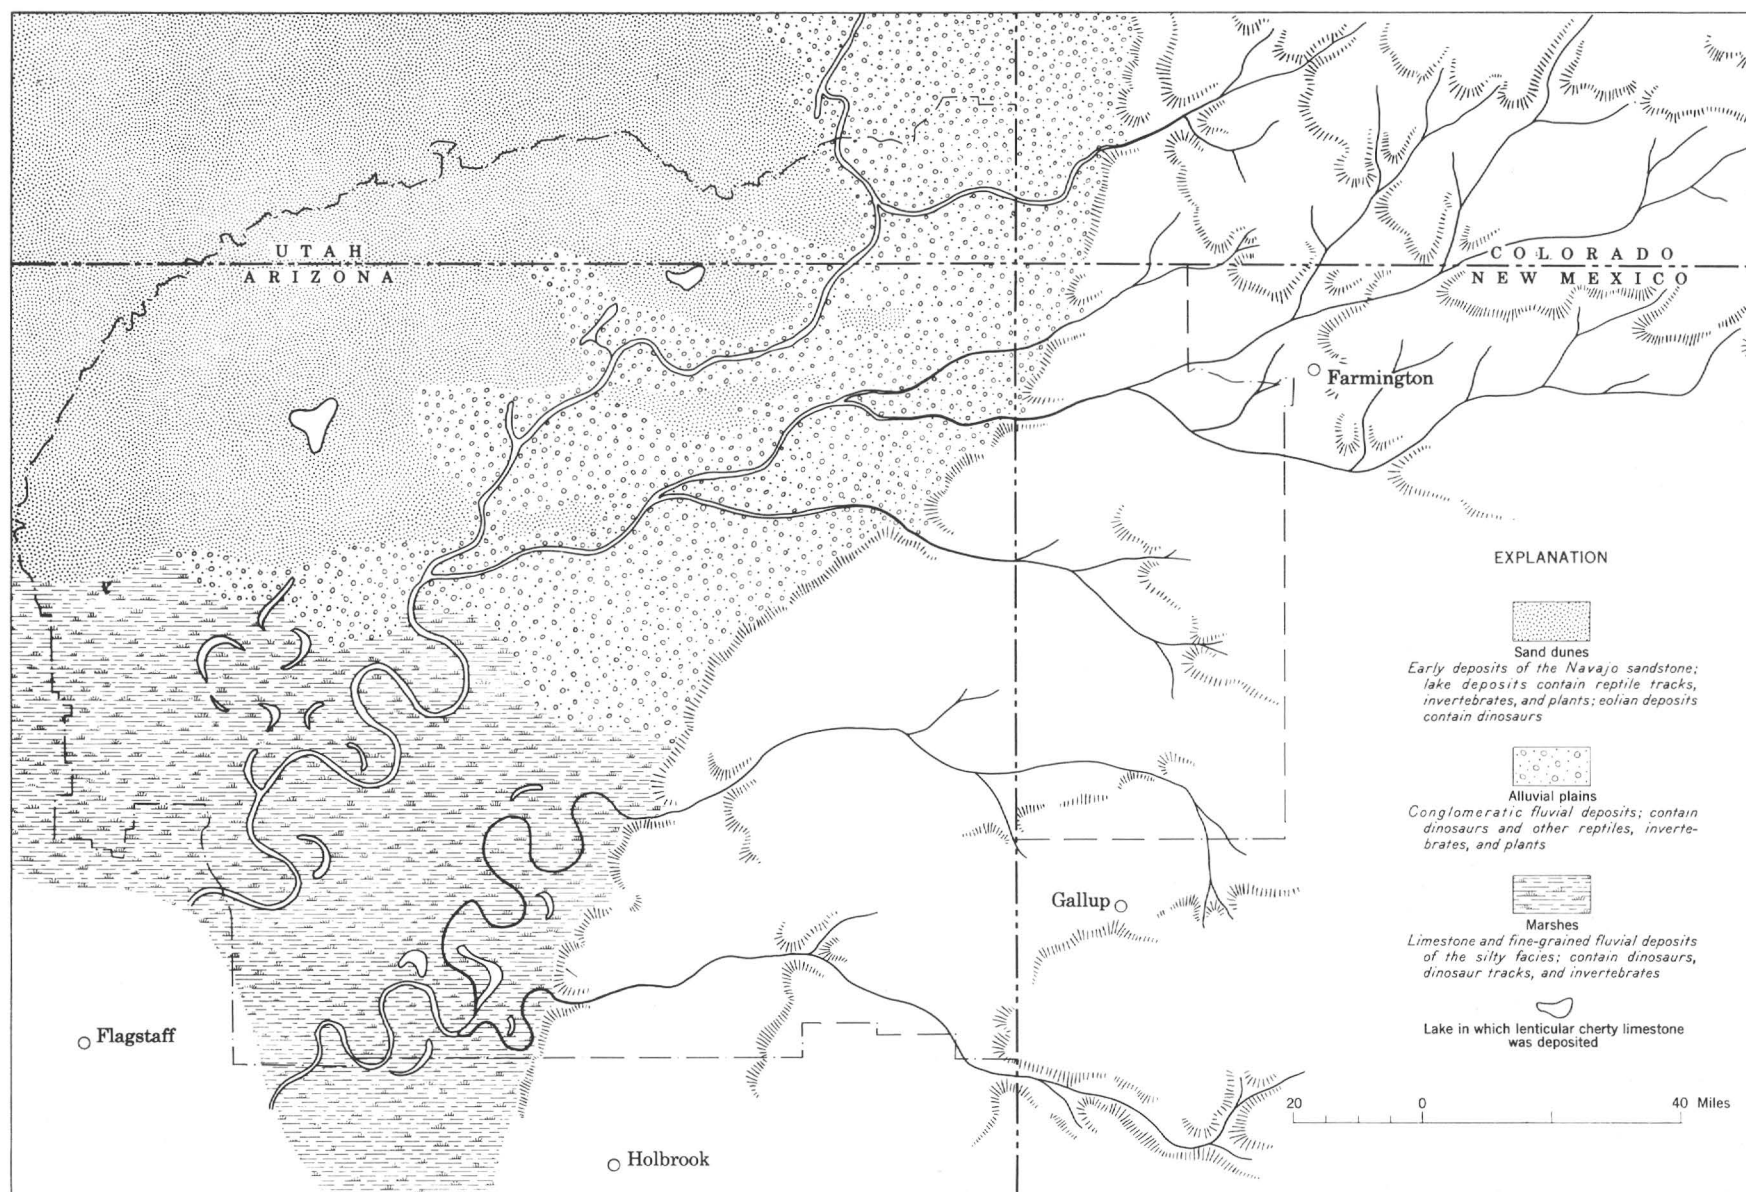 UTAH
ARIZONA
COLORADO
NEW MEXICO
Farmington
Gallup
Flagstaff
Holbrook
EXPLANATION
Sand dunes
Early deposits of the Navajo sandstone;
lake deposits contain reptile tracks,
invertebrates, and plants; eolian deposits
contain dinosaurs
Alluvial plains
Conglomeratic fluvial deposits; contain
dinosaurs and other reptiles, inverte-
brates, and plants
Marshes
Limestone and fine-grained fluvial deposits
of the silty facies; contain dinosaurs,
dinosaur tracks, and invertebrates
Lake in which lenticular cherty limestone
was deposited
20 0 40 Miles